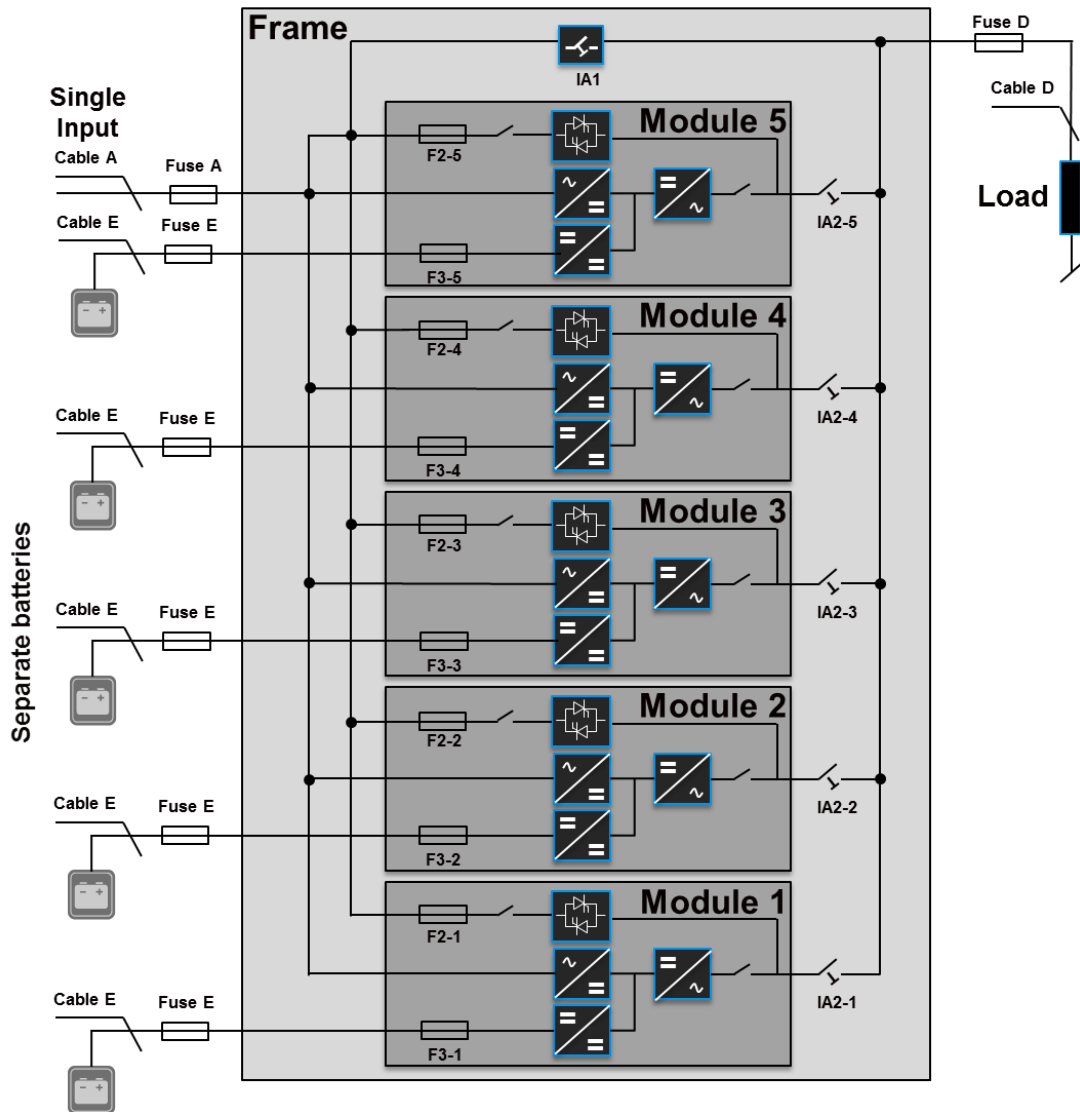 Frame
Fuse D
IA1
Cable D
Single
Input
Cable A
Fuse A
Cable E
Fuse E
Load
Module 5
F2-5
IA2-5
F3-5
Module 4
F2-4
IA2-4
Cable E
Fuse E
F3-4
Module 3
F2-3
IA2-3
Cable E
Fuse E
F3-3
Separate batteries
Module 2
F2-2
IA2-2
Cable E
Fuse E
F3-2
Module 1
F2-1
IA2-1
Cable E
Fuse E
F3-1